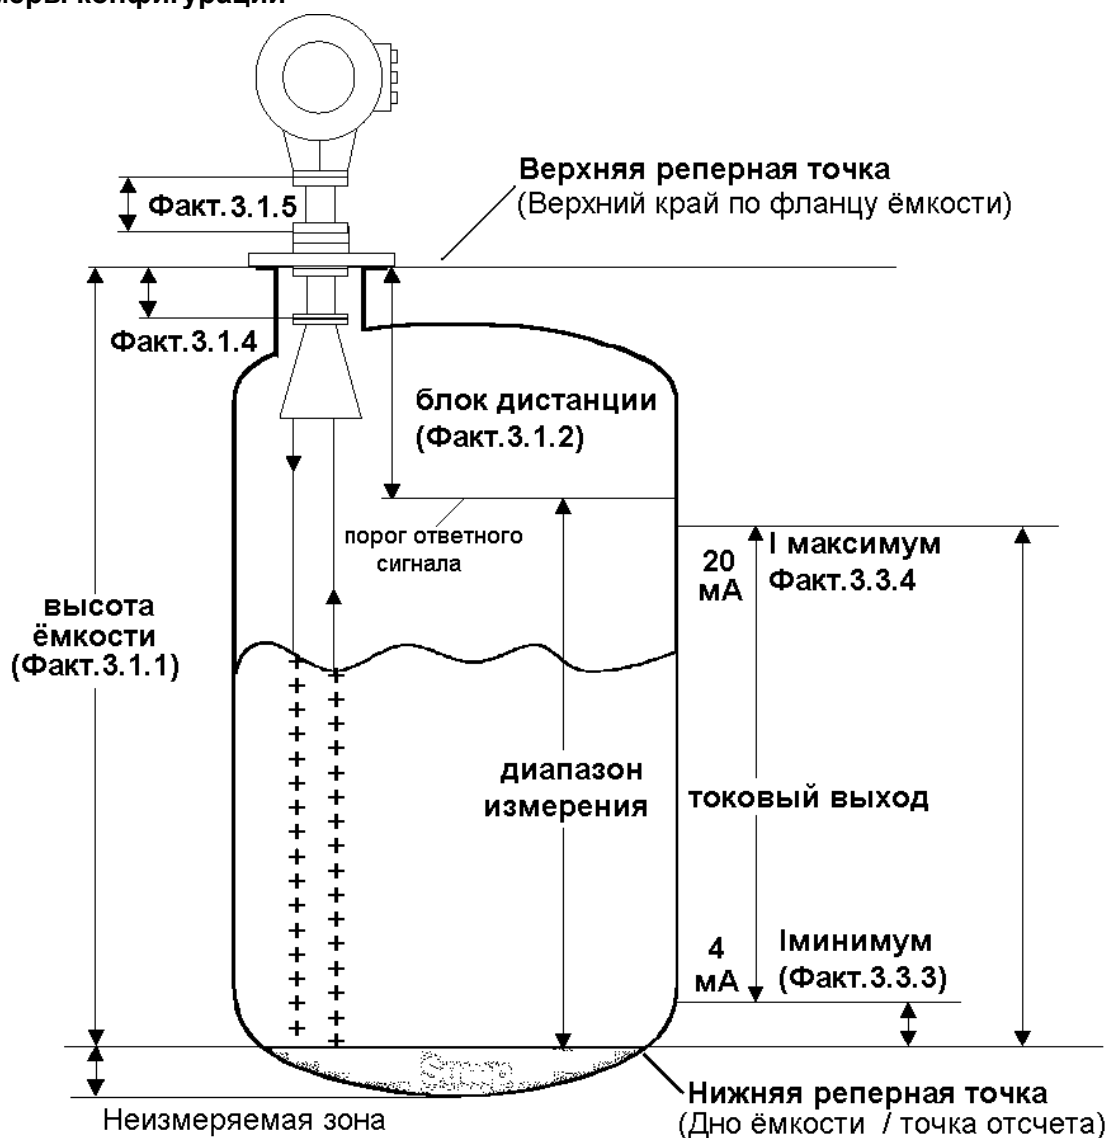 меры конфигурации
Верхняя реперная точка
(Верхний край по фланцу ёмкости)
Факт.3.1.5
Факт.3.1.4
блок дистанции
(Факт.3.1.2)
порог ответного
сигнала
I максимум
20
мА
Факт.3.3.4
высота
ёмкости
(Факт.3.1.1)
диапазон
измерения
токовый выход
4
мА
Iминимум
(Факт.3.3.3)
Нижняя реперная точка
(Дно ёмкости / точка отсчета)
Неизмеряемая зона